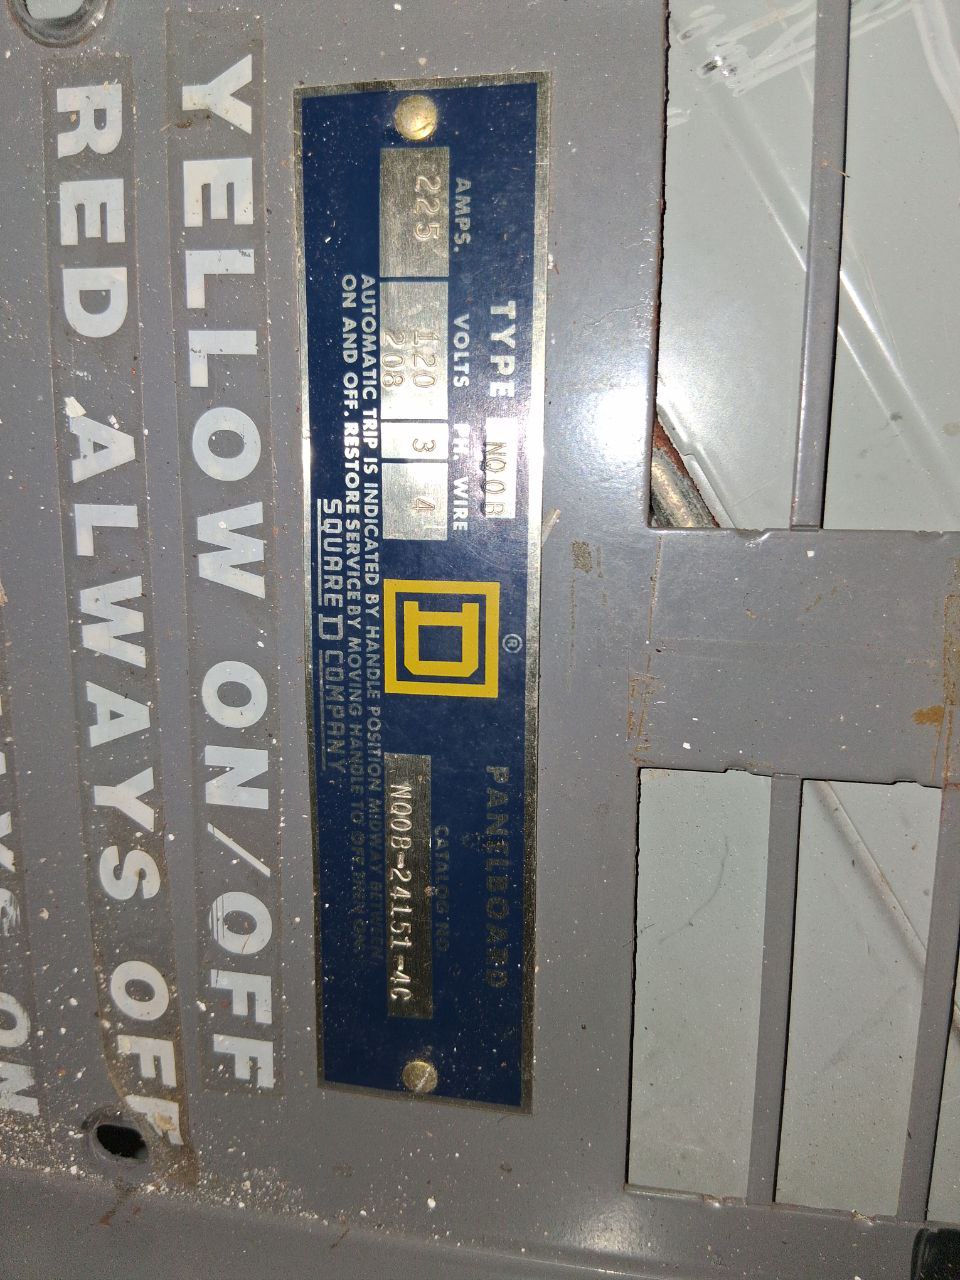 TYPE NQOB
PANELBOARD
AMPS. VOLTS PH. WIRE
225 120 3 4
208
CATALOG NO.
NQOB-24151-4C
D
®
AUTOMATIC TRIP IS INDICATED BY HANDLE POSITION MIDWAY BETWEEN
ON AND OFF. RESTORE SERVICE BY MOVING HANDLE TO OFF THEN ON.
SQUARE D COMPANY
YELLOW ON/OFF
RED ALWAYS OFF
ON